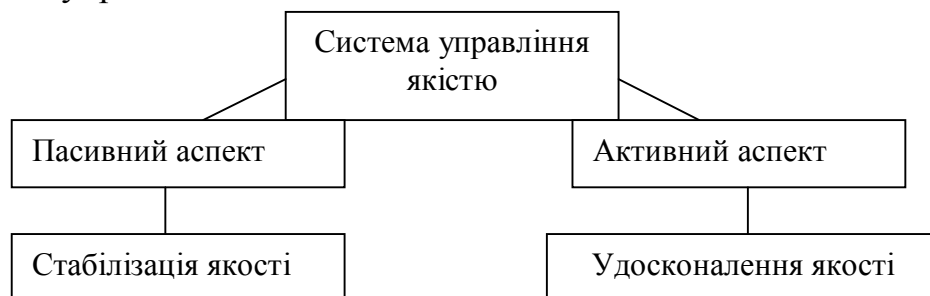 Система управління
якістю
Пасивний аспект
Активний аспект
Стабілізація якості
Удосконалення якості